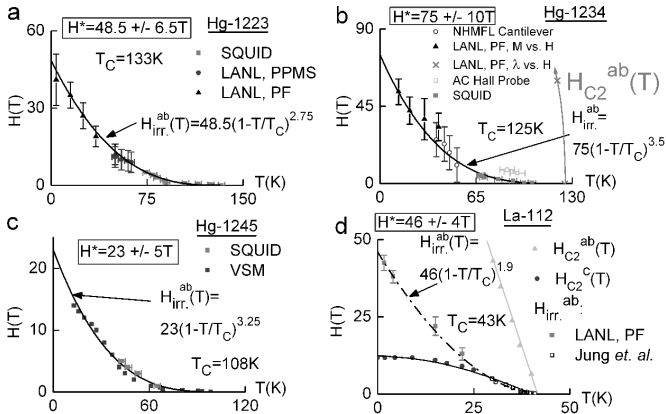 a
H*=48.5 +/- 6.5T
Hg-1223
T_C=133K
SQUID
LANL, PPMS
LANL, PF
H_irr.^ab(T)=48.5(1-T/T_C)^2.75
H(T)
60
30
0
0
75
150
T(K)
b
H*=75 +/- 10T
Hg-1234
NHMFL Cantilever
LANL, PF, M vs. H
LANL, PF, λ vs. H
AC Hall Probe
SQUID
H_C2^ab(T)
T_C=125K
H_irr.^ab=
75(1-T/T_C)^3.5
H(T)
90
45
0
0
65
130
T(K)
c
H*=23 +/- 5T
Hg-1245
SQUID
VSM
H_irr.^ab(T)=
23(1-T/T_C)^3.25
T_C=108K
H(T)
20
10
0
0
60
120
T(K)
d
H*=46 +/- 4T
La-112
H_irr.^ab(T)=
46(1-T/T_C)^1.9
T_C=43K
H_C2^ab(T)
H_C2^c(T)
H_irr.^ab:
LANL, PF
Jung et. al.
H(T)
50
25
0
0
25
50
T(K)